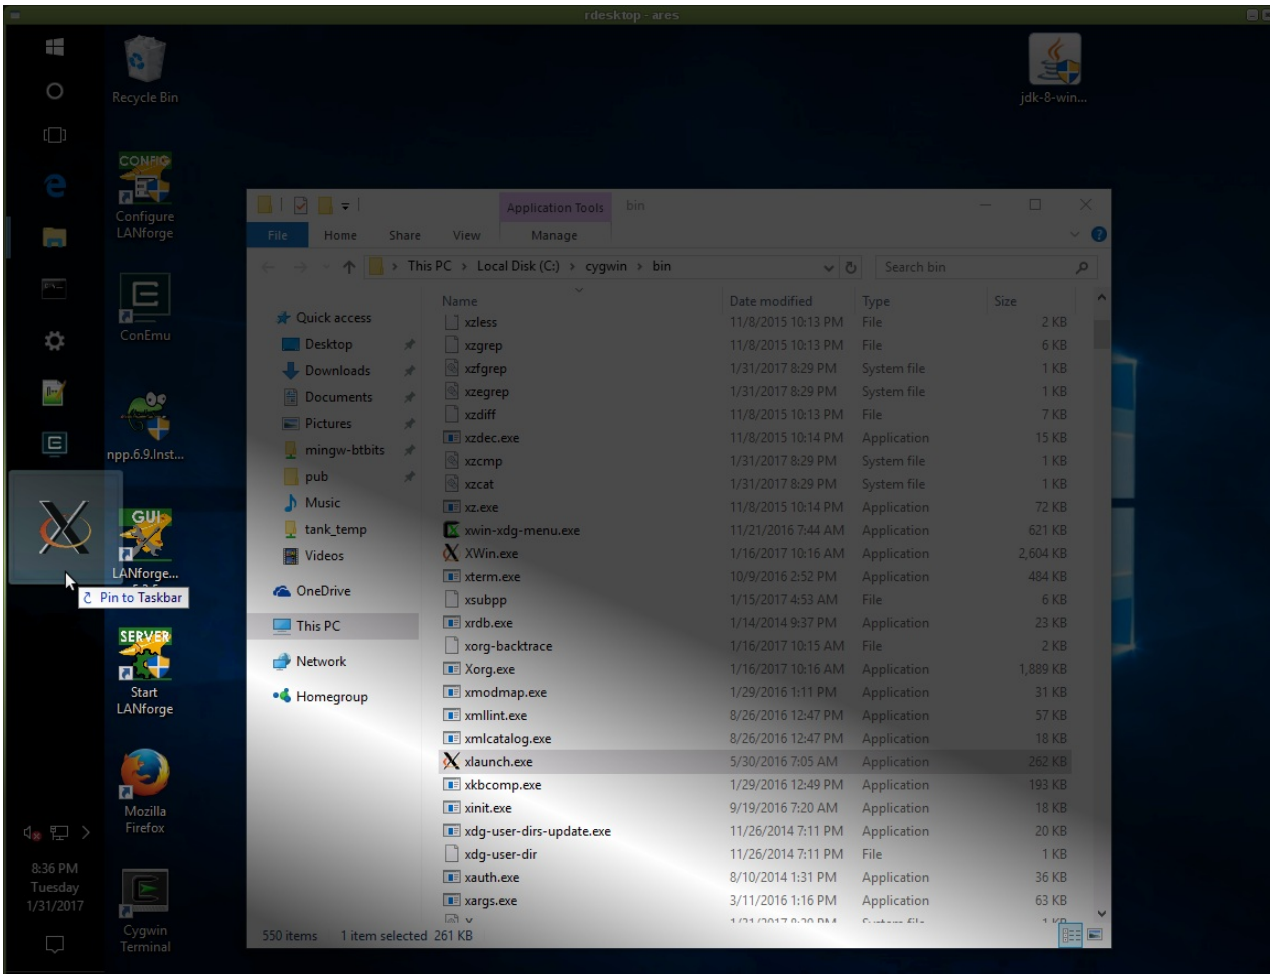 rdesktop - ares
Recycle Bin
jdk-8-win...
CONFIG
Configure
LANforge
ConEmu
npp.6.9.Inst...
GUI
LANforge...
Pin to Taskbar
SERVER
Start
LANforge
Mozilla
Firefox
Cygwin
Terminal
8:36 PM
Tuesday
1/31/2017
Application Tools
bin
File
Home
Share
View
Manage
This PC > Local Disk (C:) > cygwin > bin
Search bin
Quick access
Desktop
Downloads
Documents
Pictures
mingw-btbits
pub
Music
tank_temp
Videos
OneDrive
This PC
Network
Homegroup
Name Date modified Type Size
xzless 11/8/2015 10:13 PM File 2 KB
xzgrep 11/8/2015 10:13 PM File 6 KB
xzfgrep 1/31/2017 8:29 PM System file 1 KB
xzegrep 1/31/2017 8:29 PM System file 1 KB
xzdiff 11/8/2015 10:13 PM File 7 KB
xzdec.exe 11/8/2015 10:14 PM Application 15 KB
xzcmp 1/31/2017 8:29 PM System file 1 KB
xzcat 1/31/2017 8:29 PM System file 1 KB
xz.exe 11/8/2015 10:14 PM Application 72 KB
xwin-xdg-menu.exe 11/21/2016 7:44 AM Application 621 KB
XWin.exe 1/16/2017 10:16 AM Application 2,604 KB
xterm.exe 10/9/2016 2:52 PM Application 484 KB
xsubpp 1/15/2017 4:53 AM File 6 KB
xrdb.exe 1/14/2014 9:37 PM Application 23 KB
xorg-backtrace 1/16/2017 10:15 AM File 2 KB
Xorg.exe 1/16/2017 10:16 AM Application 1,889 KB
xmodmap.exe 1/29/2016 1:11 PM Application 31 KB
xmllint.exe 8/26/2016 12:47 PM Application 57 KB
xmlcatalog.exe 8/26/2016 12:47 PM Application 18 KB
xlaunch.exe 5/30/2016 7:05 AM Application 262 KB
xkbcomp.exe 1/29/2016 12:49 PM Application 193 KB
xinit.exe 9/19/2016 7:20 AM Application 18 KB
xdg-user-dirs-update.exe 11/26/2014 7:11 PM Application 20 KB
xdg-user-dir 11/26/2014 7:11 PM File 1 KB
xauth.exe 8/10/2014 1:31 PM Application 36 KB
xargs.exe 3/11/2016 1:16 PM Application 63 KB
550 items 1 item selected 261 KB